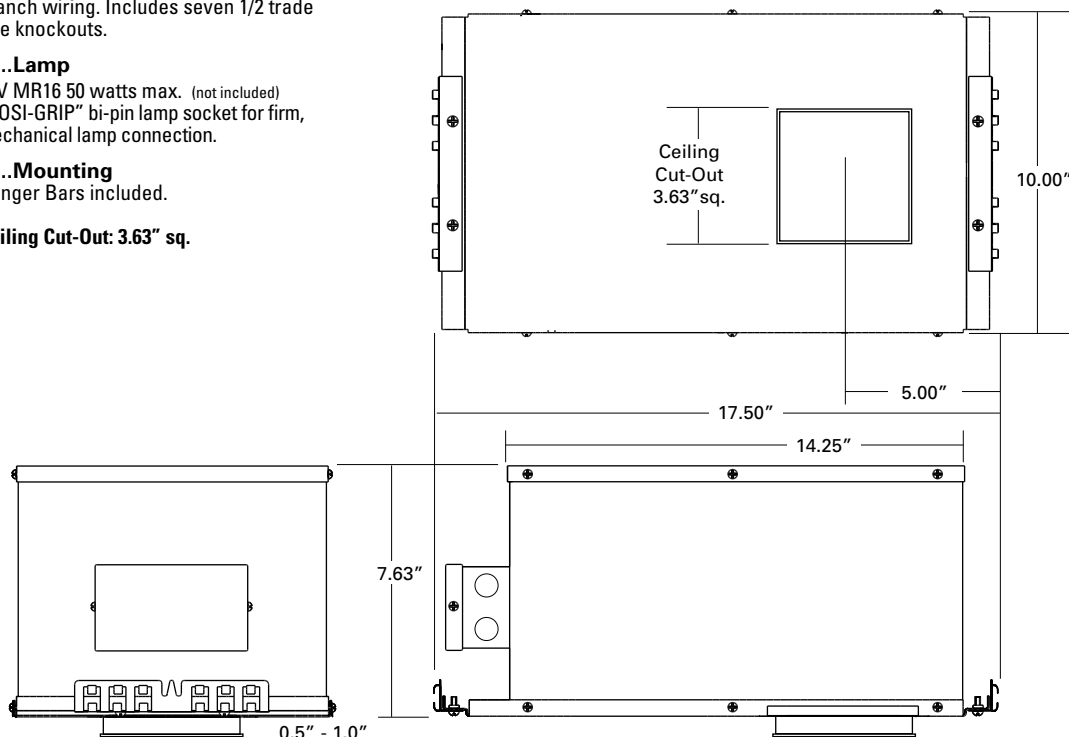 anch wiring. Includes seven 1/2 trade
e knockouts.
...Lamp
V MR16 50 watts max. (not included)
OSI-GRIP” bi-pin lamp socket for firm,
echanical lamp connection.
...Mounting
nger Bars included.
iling Cut-Out: 3.63” sq.
Ceiling
Cut-Out
3.63”sq.
10.00”
5.00”
17.50”
14.25”
7.63”
0.5” - 1.0”